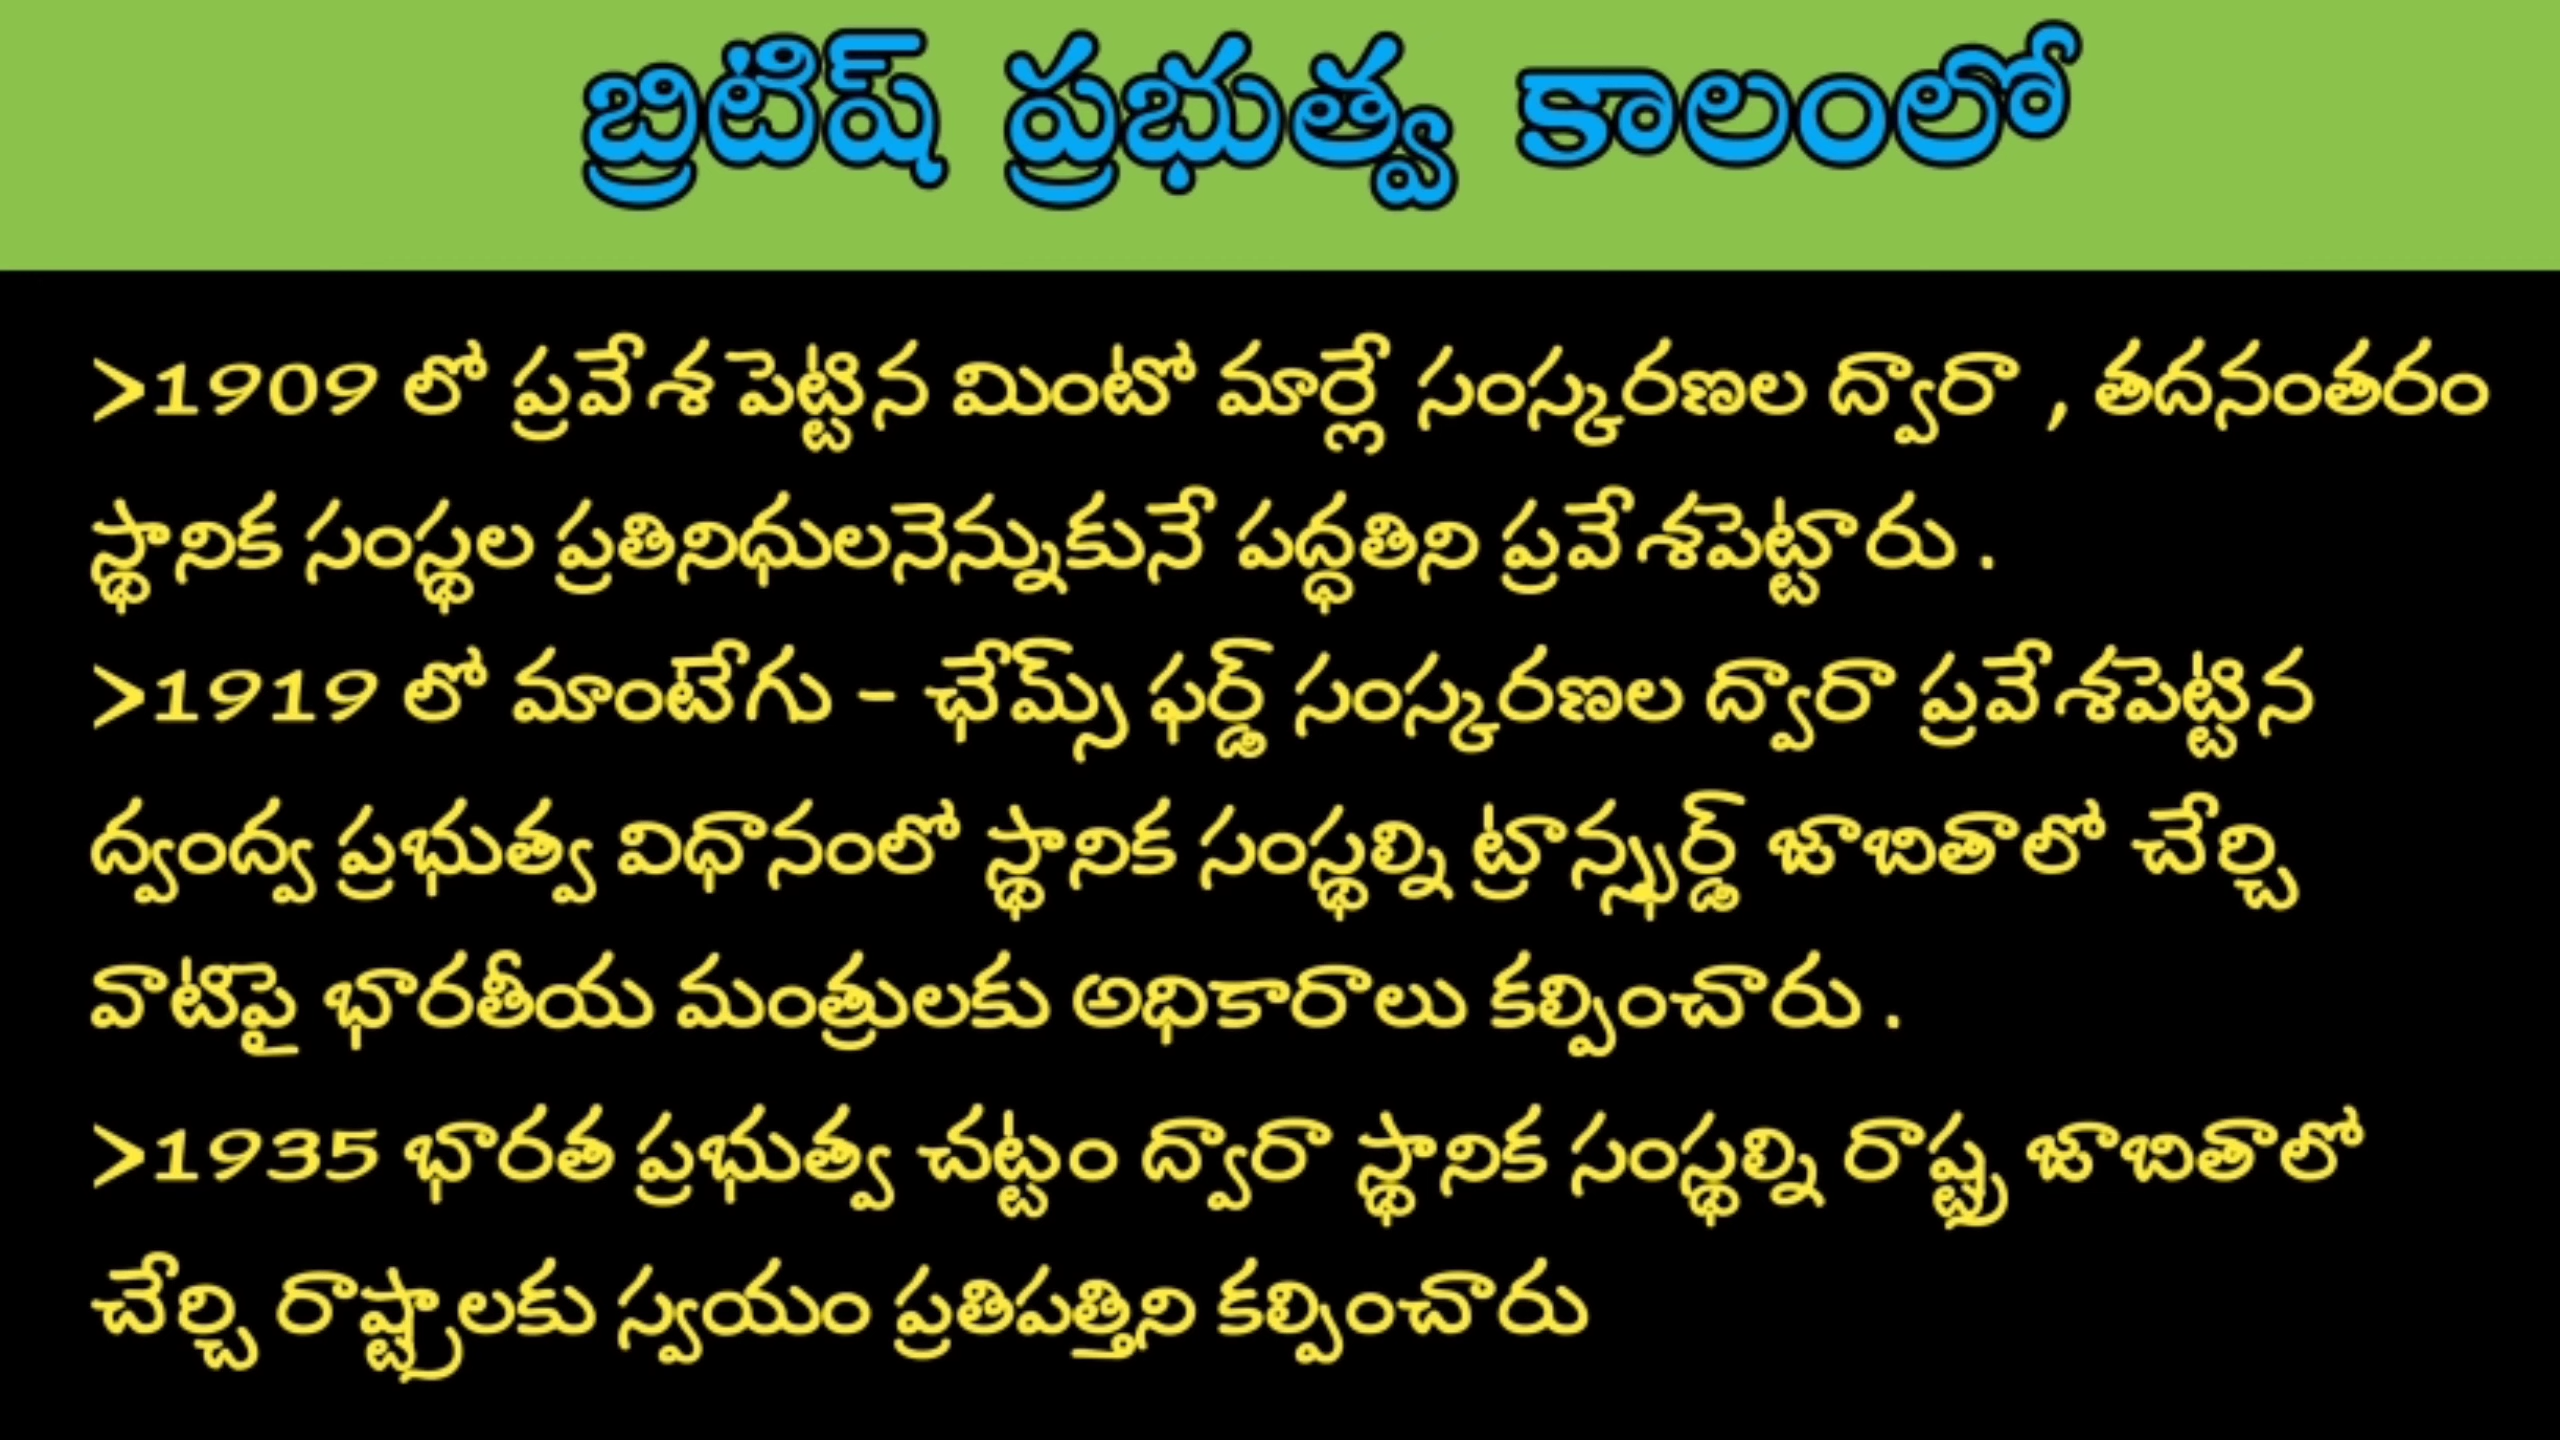 బ్రిటిష్ ప్రభుత్వ కాలంలో
>1909 లో ప్రవేశ పెట్టిన మింటో మార్లే సంస్కరణల ద్వారా , తదనంతరం
స్థానిక సంస్థల ప్రతినిధులనెన్నుకునే పద్ధతిని ప్రవేశపెట్టారు .
>1919 లో మాంటేగు - ఛేమ్స్ ఫర్డ్ సంస్కరణల ద్వారా ప్రవేశపెట్టిన
ద్వంద్వ ప్రభుత్వ విధానంలో స్థానిక సంస్థల్ని ట్రాన్స్ఫర్డ్ జాబితాలో చేర్చి
వాటిపై భారతీయ మంత్రులకు అధికారాలు కల్పించారు .
>1935 భారత ప్రభుత్వ చట్టం ద్వారా స్థానిక సంస్థల్ని రాష్ట్ర జాబితాలో
చేర్చి రాష్ట్రాలకు స్వయం ప్రతిపత్తిని కల్పించారు